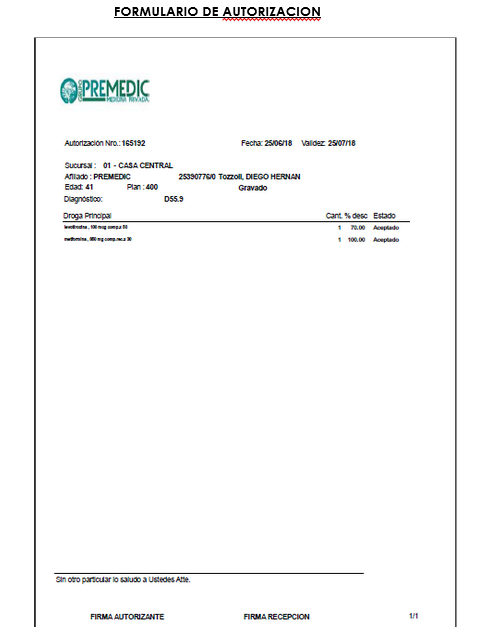 FORMULARIO DE AUTORIZACION
GRUPO PREMEDIC
MEDICINA PRIVADA
Autorización Nro.: 165192 Fecha: 25/06/18 Validez: 25/07/18
Sucursal : 01 - CASA CENTRAL
Afiliado : PREMEDIC 25390776/0 Tozzoli, DIEGO HERNAN
Edad: 41 Plan : 400 Gravado
Diagnóstico: D55.9
Droga Principal Cant. % desc Estado
levotiroxina , 100 mcg comp.x 50 1 70.00 Aceptado
metformina , 850 mg comp.rec.x 30 1 100.00 Aceptado
Sin otro particular lo saludo a Ustedes Atte.
FIRMA AUTORIZANTE FIRMA RECEPCION 1/1